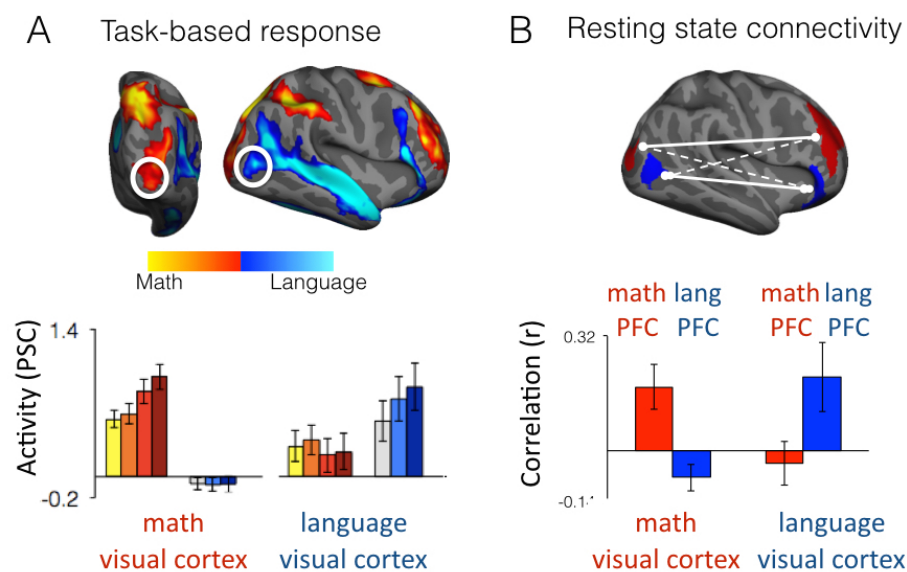 A Task-based response
B Resting state connectivity
Math Language
1.4
Activity (PSC)
-0.2
math
visual cortex
language
visual cortex
math lang
PFC PFC
math lang
PFC PFC
0.32
Correlation (r)
math
visual cortex
language
visual cortex